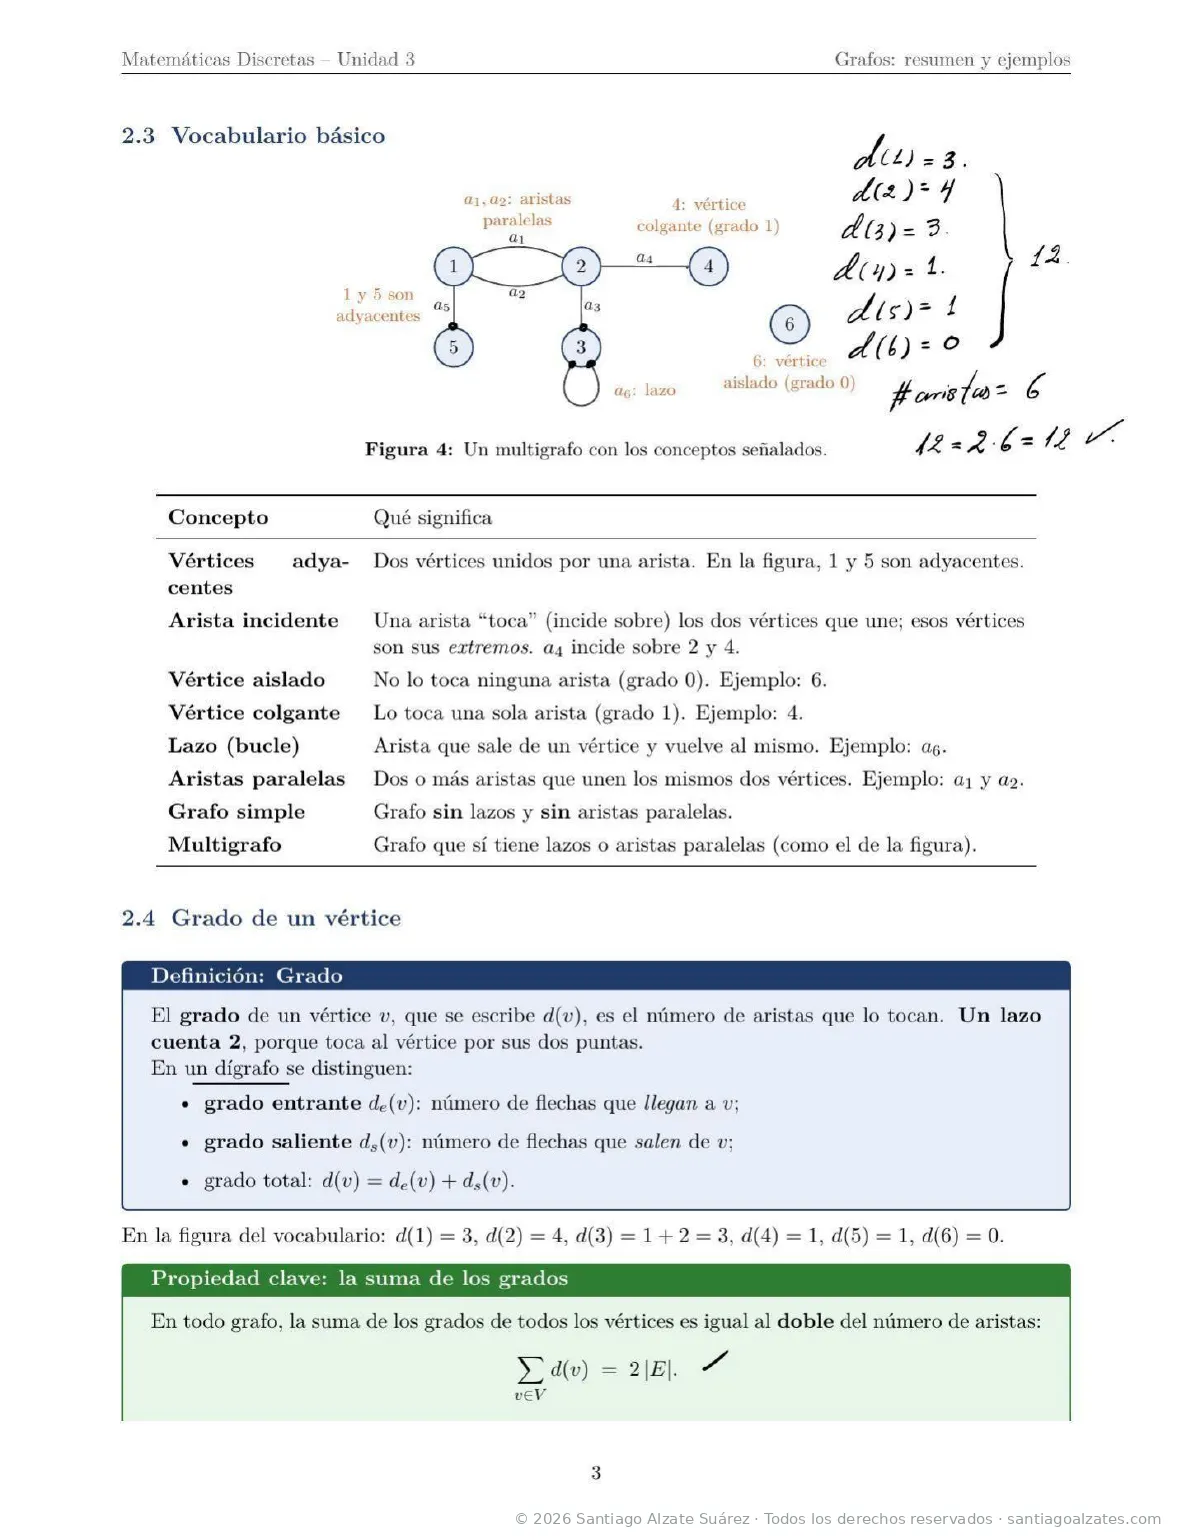 Matemáticas Discretas – Unidad 3 Grafos: resumen y ejemplos
2.3 Vocabulario básico
a1, a2: aristas
paralelas
4: vértice
colgante (grado 1)
a1
1
2
a4
4
a2
1 y 5 son
adyacentes
a5
a3
5
3
6
6: vértice
aislado (grado 0)
a6: lazo
d(1) = 3.
d(2) = 4
d(3) = 3.
d(4) = 1.
d(5) = 1
d(6) = 0
12.
#aristas = 6
12 = 2·6 = 12 ✓.
Figura 4: Un multigrafo con los conceptos señalados.
Concepto Qué significa
Vértices adya- Dos vértices unidos por una arista. En la figura, 1 y 5 son adyacentes.
centes
Arista incidente Una arista “toca” (incide sobre) los dos vértices que une; esos vértices
son sus extremos. a4 incide sobre 2 y 4.
Vértice aislado No lo toca ninguna arista (grado 0). Ejemplo: 6.
Vértice colgante Lo toca una sola arista (grado 1). Ejemplo: 4.
Lazo (bucle) Arista que sale de un vértice y vuelve al mismo. Ejemplo: a6.
Aristas paralelas Dos o más aristas que unen los mismos dos vértices. Ejemplo: a1 y a2.
Grafo simple Grafo sin lazos y sin aristas paralelas.
Multigrafo Grafo que sí tiene lazos o aristas paralelas (como el de la figura).
2.4 Grado de un vértice
Definición: Grado
El grado de un vértice v, que se escribe d(v), es el número de aristas que lo tocan. Un lazo
cuenta 2, porque toca al vértice por sus dos puntas.
En un dígrafo se distinguen:
• grado entrante de(v): número de flechas que llegan a v;
• grado saliente ds(v): número de flechas que salen de v;
• grado total: d(v) = de(v) + ds(v).
En la figura del vocabulario: d(1) = 3, d(2) = 4, d(3) = 1 + 2 = 3, d(4) = 1, d(5) = 1, d(6) = 0.
Propiedad clave: la suma de los grados
En todo grafo, la suma de los grados de todos los vértices es igual al doble del número de aristas:
∑ d(v) = 2 |E|.
v∈V
3
© 2026 Santiago Alzate Suárez · Todos los derechos reservados · santiagoalzates.com